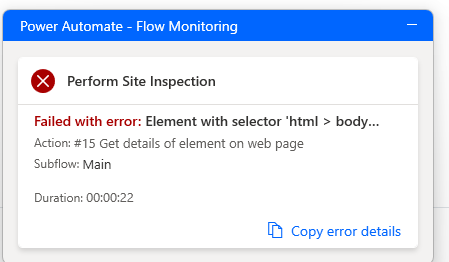 Power Automate - Flow Monitoring
Perform Site Inspection
Failed with error: Element with selector 'html > body...
Action: #15 Get details of element on web page
Subflow: Main
Duration: 00:00:22
Copy error details